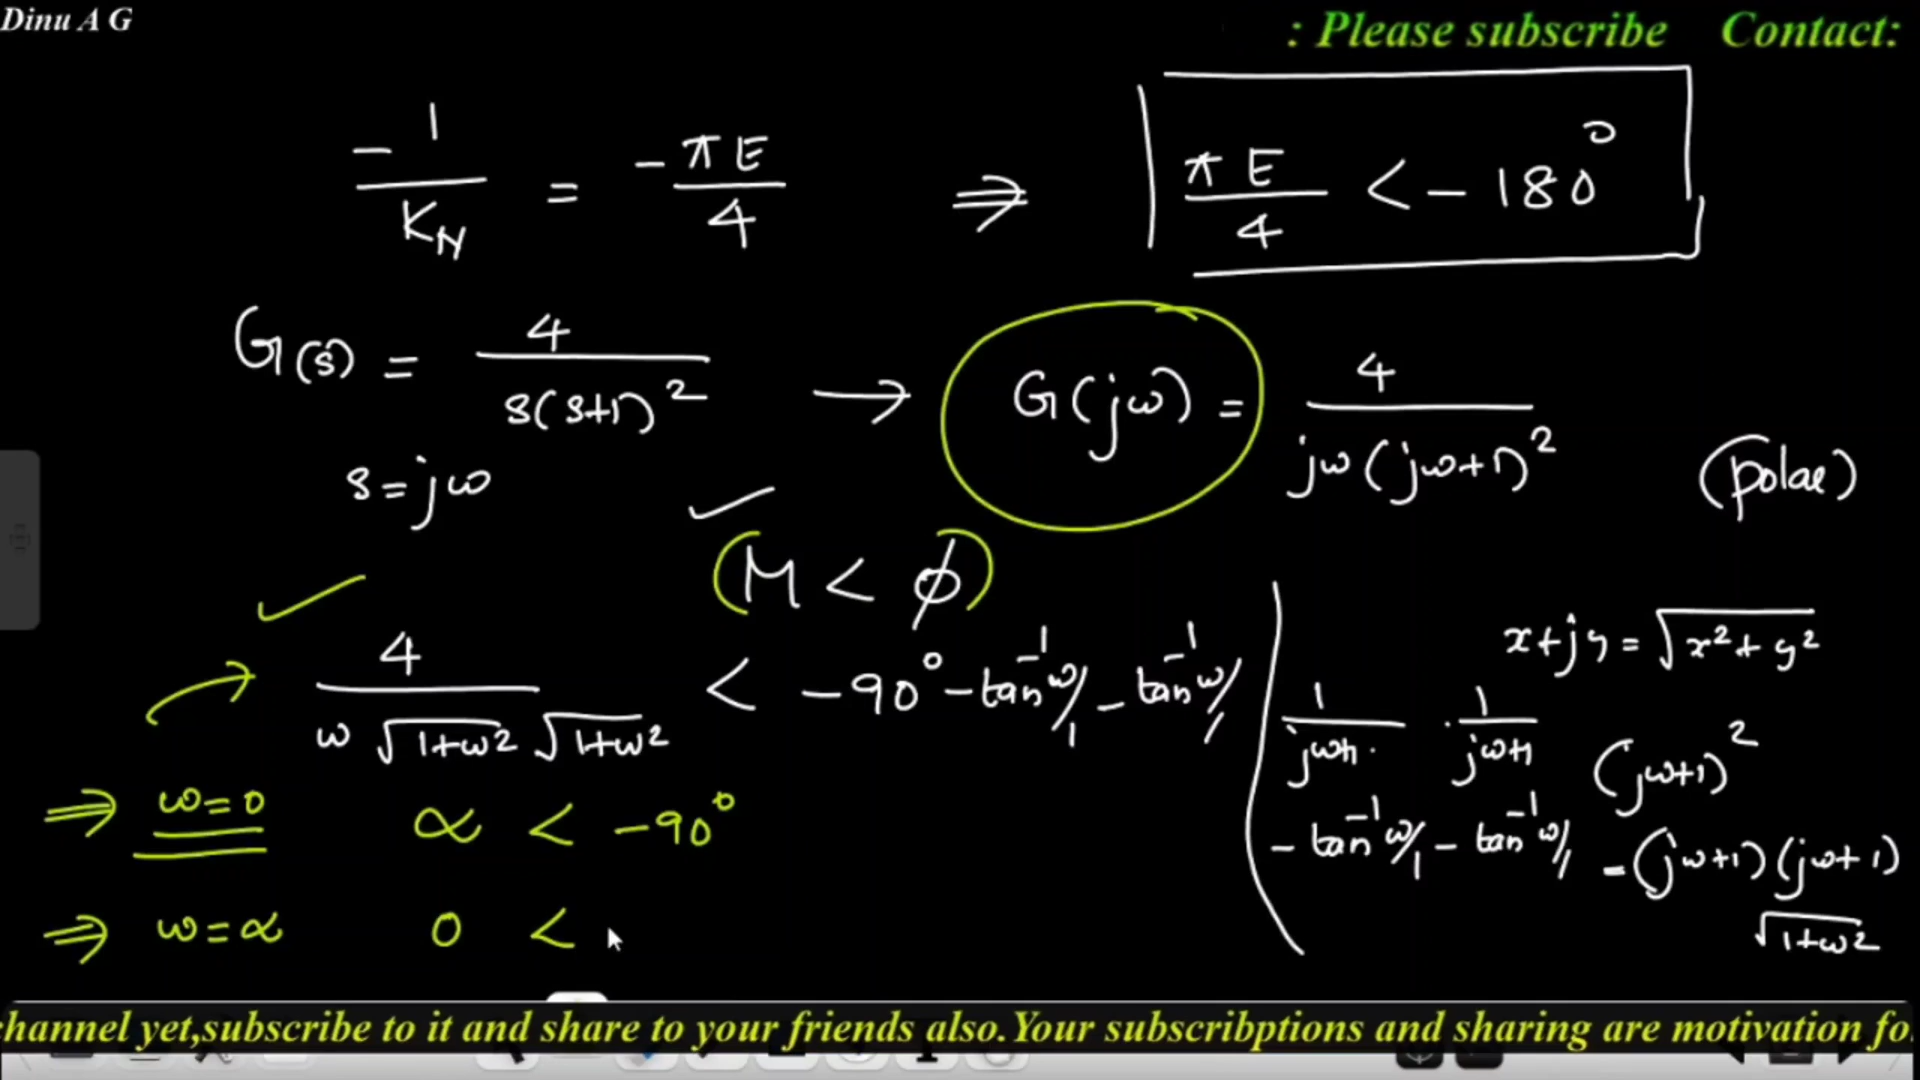 Dinu A G
: Please subscribe Contact:
-1/K_N = -πE/4 ⇒ πE/4 < -180°
G(s) = 4/s(s+1)² → G(jω) = 4/jω(jω+1)² (polar)
s=jω
(M < φ)
4/ω√1+ω² √1+ω² < -90° - tan⁻¹ω/1 - tan⁻¹ω/1
ω=0 ∝ < -90°
ω=∝ 0 <
x+jy = √x²+y²
1/jω+1 . 1/jω+1 (jω+1)²
-tan⁻¹ω/1 - tan⁻¹ω/1 = (jω+1)(jω+1)
√1+ω²
channel yet,subscribe to it and share to your friends also.Your subscribptions and sharing are motivation fo